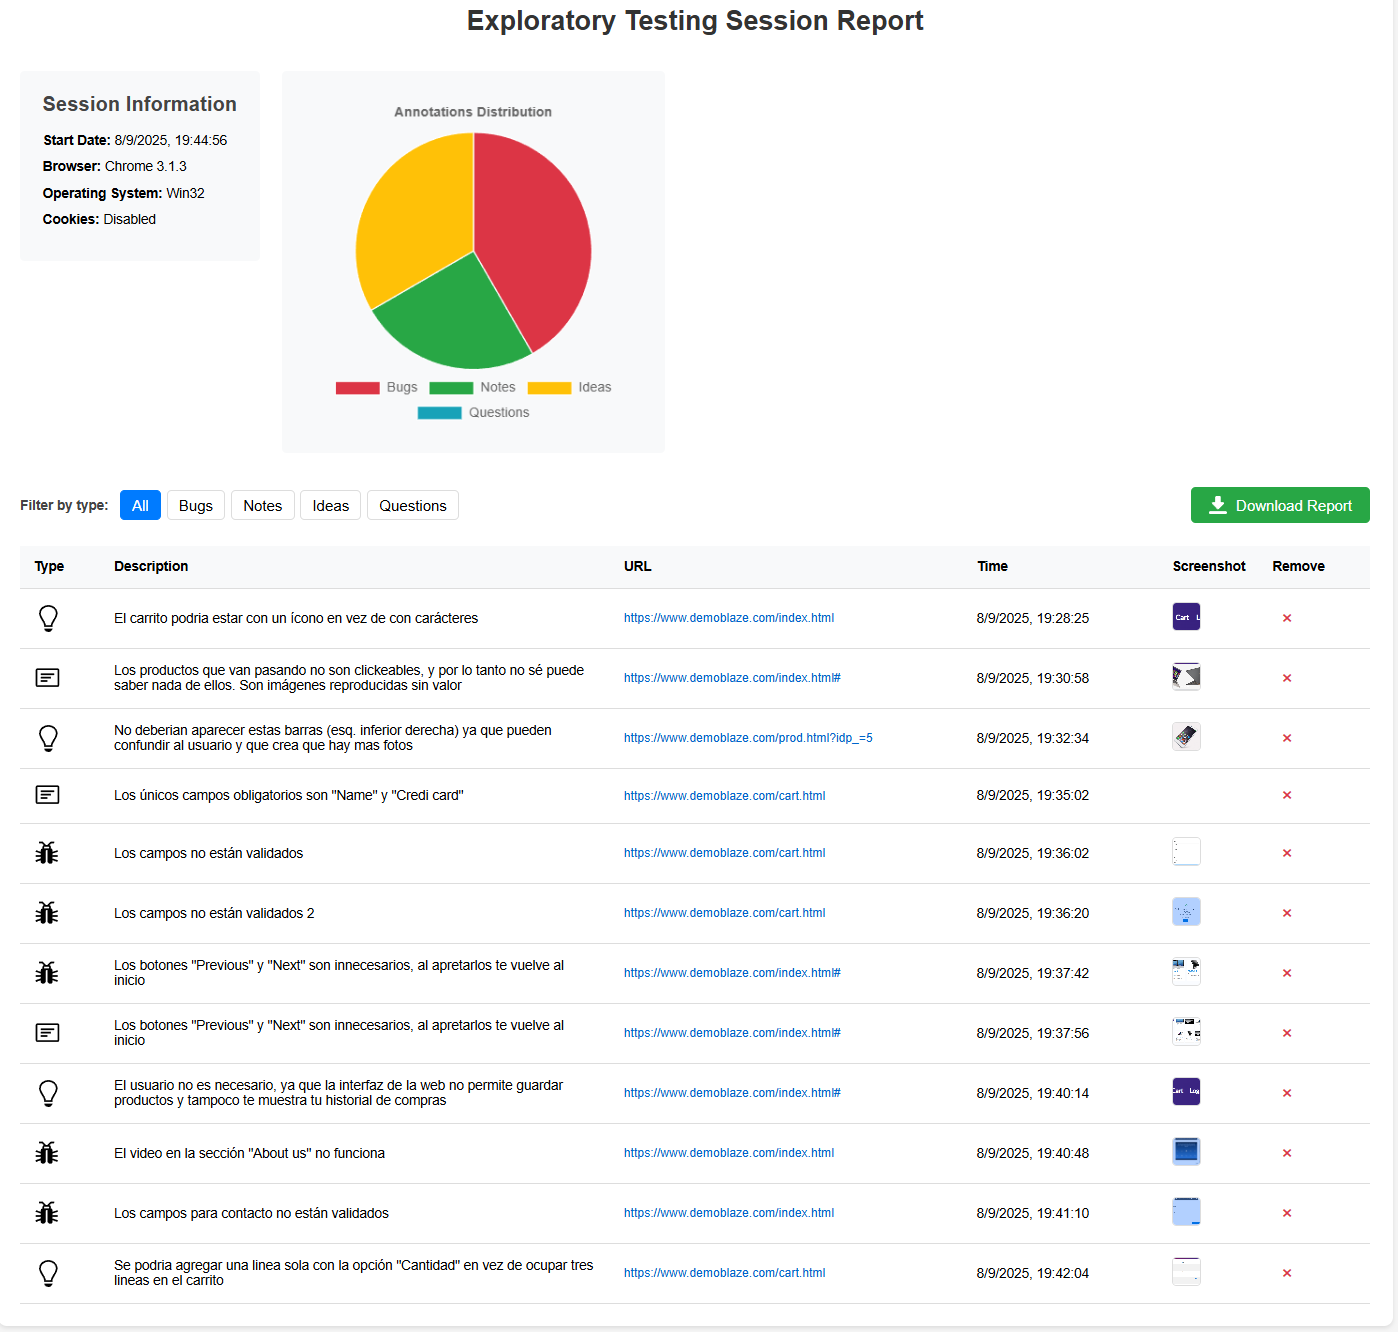 Exploratory Testing Session Report
Session Information
Start Date: 8/9/2025, 19:44:56
Browser: Chrome 3.1.3
Operating System: Win32
Cookies: Disabled
Annotations Distribution
Bugs Notes Ideas
Questions
Filter by type: All Bugs Notes Ideas Questions Download Report
Type Description URL Time Screenshot Remove
El carrito podria estar con un ícono en vez de con carácteres https://www.demoblaze.com/index.html 8/9/2025, 19:28:25 Cart L ×
Los productos que van pasando no son clickeables, y por lo tanto no sé puede
saber nada de ellos. Son imágenes reproducidas sin valor https://www.demoblaze.com/index.html# 8/9/2025, 19:30:58 ×
No deberian aparecer estas barras (esq. inferior derecha) ya que pueden
confundir al usuario y que crea que hay mas fotos https://www.demoblaze.com/prod.html?idp_=5 8/9/2025, 19:32:34 ×
Los únicos campos obligatorios son "Name" y "Credi card" https://www.demoblaze.com/cart.html 8/9/2025, 19:35:02 ×
Los campos no están validados https://www.demoblaze.com/cart.html 8/9/2025, 19:36:02 ×
Los campos no están validados 2 https://www.demoblaze.com/cart.html 8/9/2025, 19:36:20 ×
Los botones "Previous" y "Next" son innecesarios, al apretarlos te vuelve al
inicio https://www.demoblaze.com/index.html# 8/9/2025, 19:37:42 ×
Los botones "Previous" y "Next" son innecesarios, al apretarlos te vuelve al
inicio https://www.demoblaze.com/index.html# 8/9/2025, 19:37:56 ×
El usuario no es necesario, ya que la interfaz de la web no permite guardar
productos y tampoco te muestra tu historial de compras https://www.demoblaze.com/index.html# 8/9/2025, 19:40:14 Cart Log ×
El video en la sección "About us" no funciona https://www.demoblaze.com/index.html 8/9/2025, 19:40:48 ×
Los campos para contacto no están validados https://www.demoblaze.com/index.html 8/9/2025, 19:41:10 ×
Se podria agregar una linea sola con la opción "Cantidad" en vez de ocupar tres
lineas en el carrito https://www.demoblaze.com/cart.html 8/9/2025, 19:42:04 ×